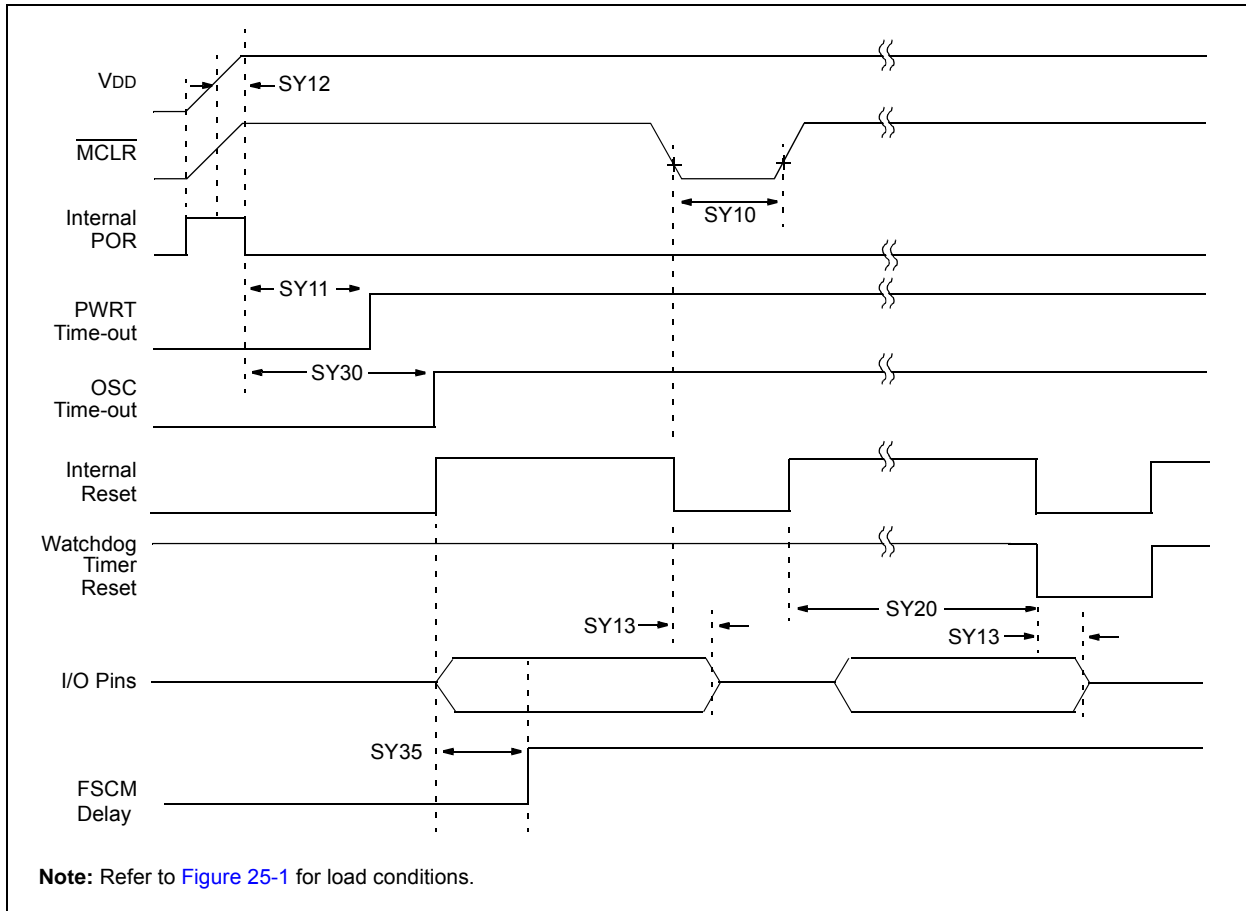 VDD
SY12
MCLR
SY10
Internal
POR
SY11
PWRT
Time-out
SY30
OSC
Time-out
Internal
Reset
Watchdog
Timer
Reset
SY20
SY13
SY13
I/O Pins
SY35
FSCM
Delay
Note: Refer to Figure 25-1 for load conditions.